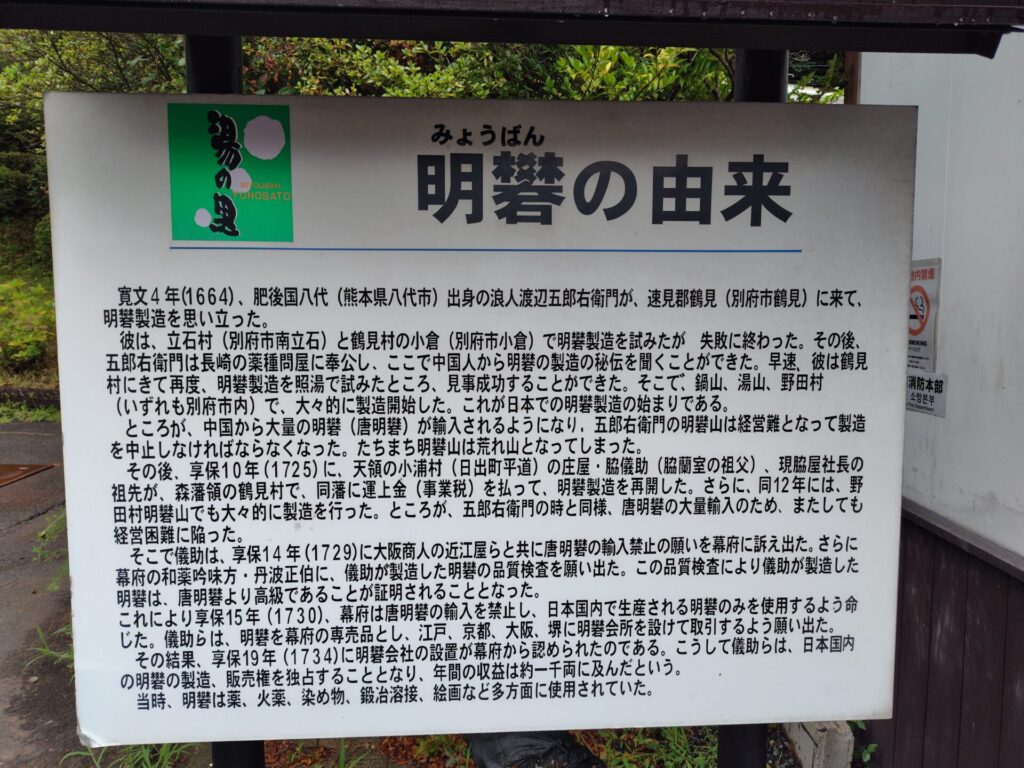 湯の里
MYOUBAN
YUNOSATO
みょうばん
明礬の由来
寛文4年(1664)、肥後国八代（熊本県八代市）出身の浪人渡辺五郎右衛門が、速見郡鶴見（別府市鶴見）に来て、
明礬製造を思い立った。
彼は、立石村（別府市南立石）と鶴見村の小倉（別府市小倉）で明礬製造を試みたが　失敗に終わった。その後、
五郎右衛門は長崎の薬種問屋に奉公し、ここで中国人から明礬の製造の秘伝を聞くことができた。早速、彼は鶴見
村にきて再度、明礬製造を照湯で試みたところ、見事成功することができた。そこで、鍋山、湯山、野田村
（いずれも別府市内）で、大々的に製造開始した。これが日本での明礬製造の始まりである。
ところが、中国から大量の明礬（唐明礬）が輸入されるようになり、五郎右衛門の明礬山は経営難となって製造
を中止しなければならなくなった。たちまち明礬山は荒れ山となってしまった。
その後、享保10年(1725)に、天領の小浦村（日出町平道）の庄屋・脇儀助（脇蘭室の祖父）、現脇屋社長の
祖先が、森藩領の鶴見村で、同藩に運上金（事業税）を払って、明礬製造を再開した。さらに、同12年には、野
田村明礬山でも大々的に製造を行った。ところが、五郎右衛門の時と同様、唐明礬の大量輸入のため、またしても
経営困難に陥った。
そこで儀助は、享保14年(1729)に大阪商人の近江屋らと共に唐明礬の輸入禁止の願いを幕府に訴え出た。さらに
幕府の和薬吟味方・丹波正伯に、儀助が製造した明礬の品質検査を願い出た。この品質検査により儀助が製造した
明礬は、唐明礬より高級であることが証明されることとなった。
これにより享保15年(1730)、幕府は唐明礬の輸入を禁止し、日本国内で生産される明礬のみを使用するよう命
じた。儀助らは、明礬を幕府の専売品とし、江戸、京都、大阪、堺に明礬会所を設けて取引するよう願い出た。
その結果、享保19年(1734)に明礬会社の設置が幕府から認められたのである。こうして儀助らは、日本国内
の明礬の製造、販売権を独占することとなり、年間の収益は約一千両に及んだという。
当時、明礬は薬、火薬、染め物、鍛冶溶接、絵画など多方面に使用されていた。
内禁煙
SMOKING
消防本部
소방본부